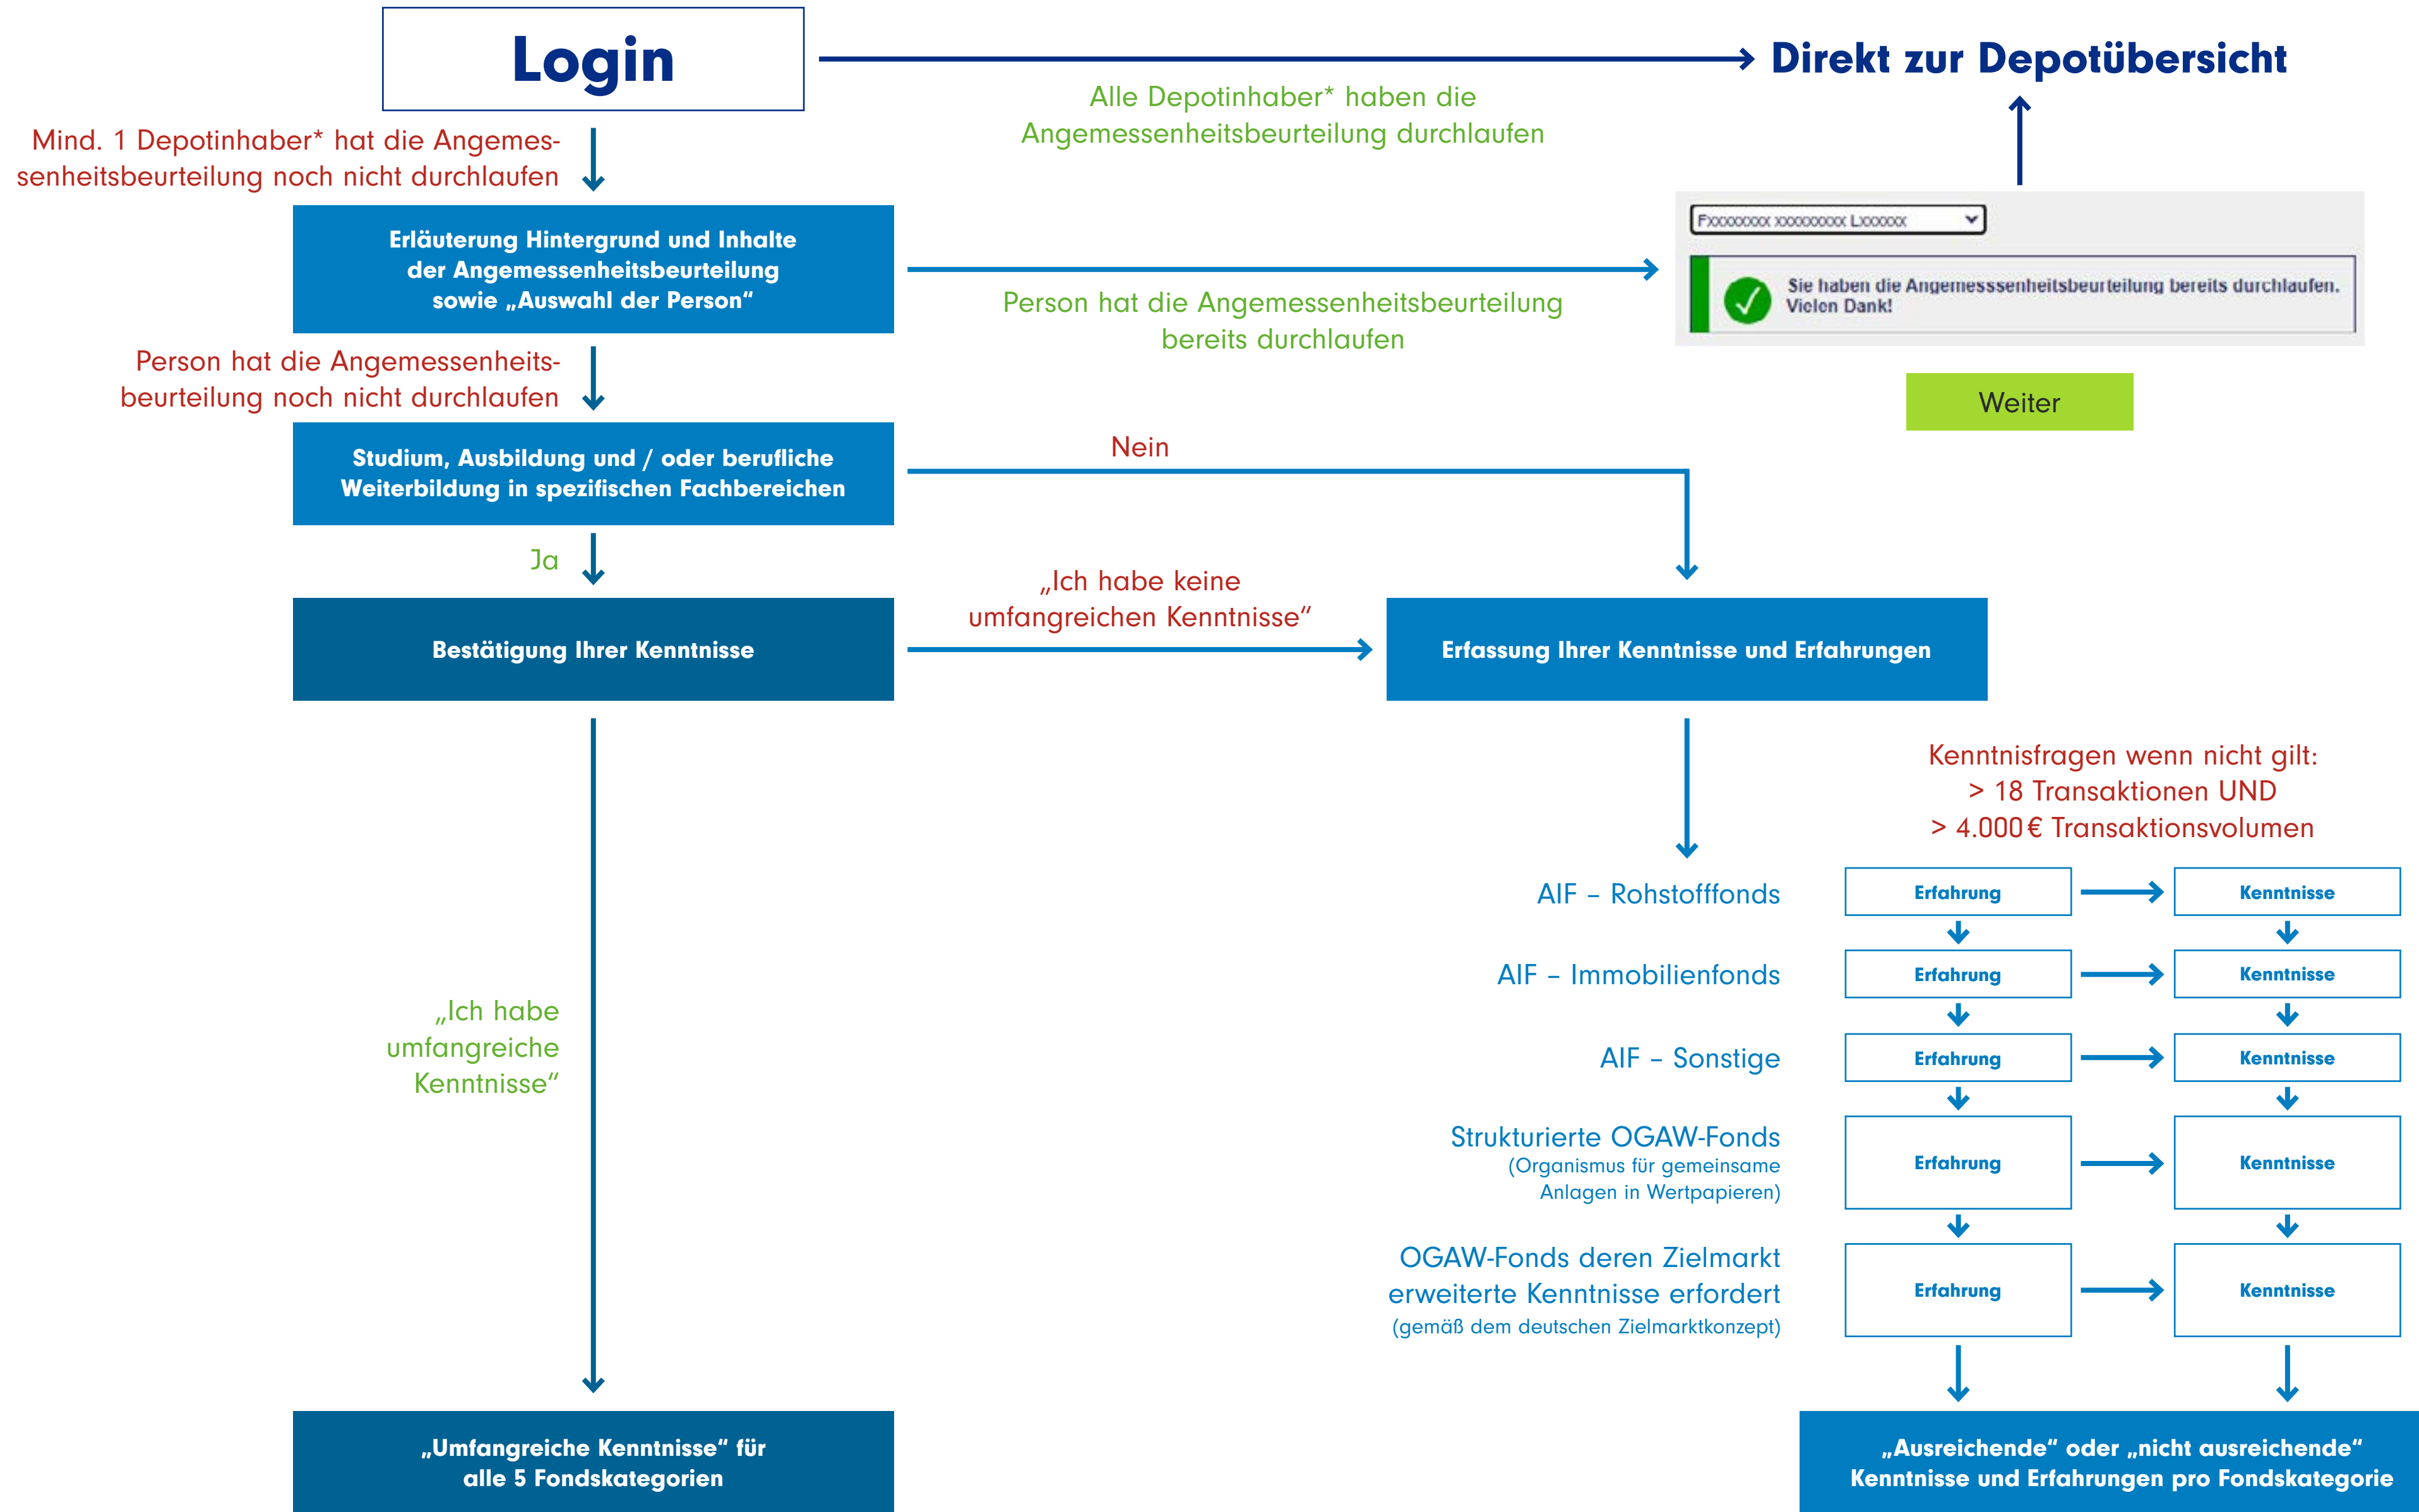 Login
Direkt zur Depotübersicht
Alle Depotinhaber* haben die
Angemessenheitsbeurteilung durchlaufen
Mind. 1 Depotinhaber* hat die Angemes-
senheitsbeurteilung noch nicht durchlaufen
Erläuterung Hintergrund und Inhalte
der Angemessenheitsbeurteilung
sowie „Auswahl der Person“
Person hat die Angemessenheitsbeurteilung
bereits durchlaufen
Fxxxxxxxx xxxxxxxxx Lxxxxxx
Sie haben die Angemesssenheitsbeurteilung bereits durchlaufen.
Vielen Dank!
Weiter
Person hat die Angemessenheits-
beurteilung noch nicht durchlaufen
Studium, Ausbildung und / oder berufliche
Weiterbildung in spezifischen Fachbereichen
Nein
Ja
Bestätigung Ihrer Kenntnisse
„Ich habe keine
umfangreichen Kenntnisse“
Erfassung Ihrer Kenntnisse und Erfahrungen
Kenntnisfragen wenn nicht gilt:
> 18 Transaktionen UND
> 4.000 € Transaktionsvolumen
AIF – Rohstofffonds
Erfahrung
Kenntnisse
AIF – Immobilienfonds
Erfahrung
Kenntnisse
„Ich habe
umfangreiche
Kenntnisse“
AIF – Sonstige
Erfahrung
Kenntnisse
Strukturierte OGAW-Fonds
(Organismus für gemeinsame
Anlagen in Wertpapieren)
Erfahrung
Kenntnisse
OGAW-Fonds deren Zielmarkt
erweiterte Kenntnisse erfordert
(gemäß dem deutschen Zielmarktkonzept)
Erfahrung
Kenntnisse
„Umfangreiche Kenntnisse“ für
alle 5 Fondskategorien
„Ausreichende“ oder „nicht ausreichende“
Kenntnisse und Erfahrungen pro Fondskategorie